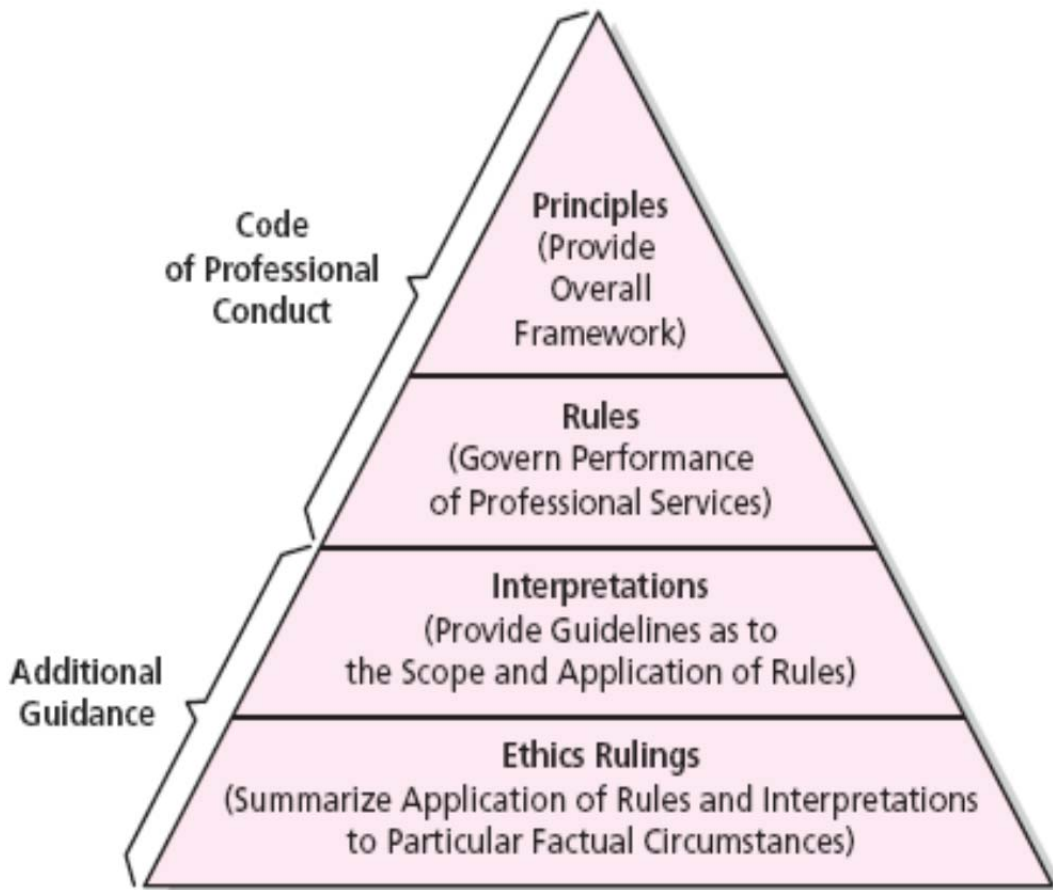 Code
of Professional
Conduct
Principles
(Provide
Overall
Framework)
Rules
(Govern Performance
of Professional Services)
Additional
Guidance
Interpretations
(Provide Guidelines as to
the Scope and Application of Rules)
Ethics Rulings
(Summarize Application of Rules and Interpretations
to Particular Factual Circumstances)